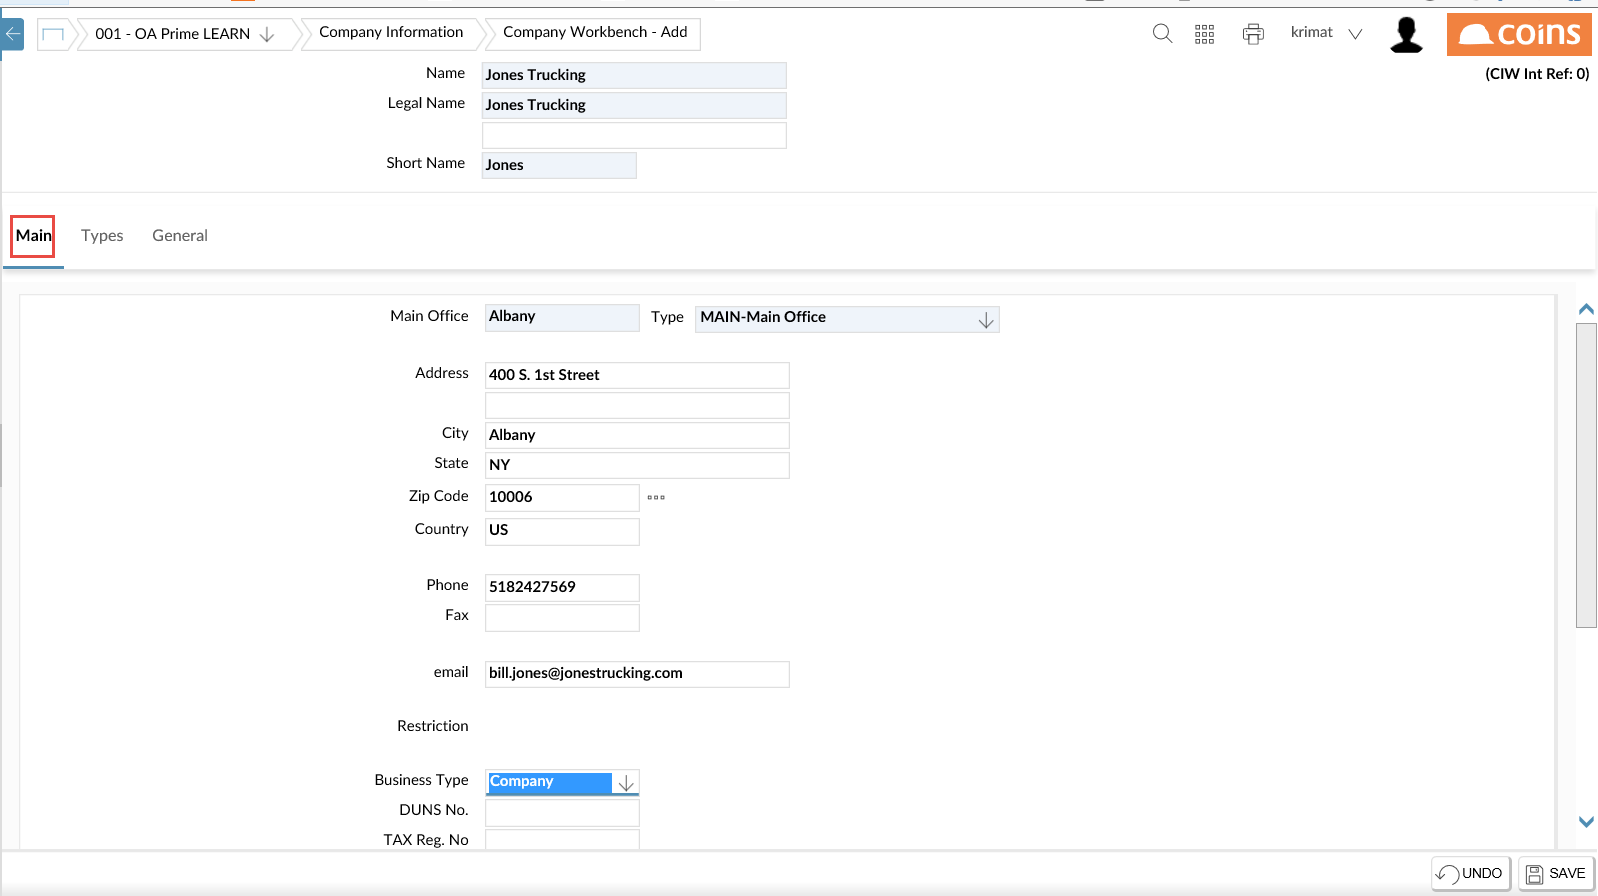 001 - OA Prime LEARN
Company Information
Company Workbench - Add
krimat
coins
(CIW Int Ref: 0)
Name Jones Trucking
Legal Name Jones Trucking
Short Name Jones
Main Types General
Main Office Albany Type MAIN-Main Office
Address 400 S. 1st Street
City Albany
State NY
Zip Code 10006
Country US
Phone 5182427569
Fax
email bill.jones@jonestrucking.com
Restriction
Business Type Company
DUNS No.
TAX Reg. No
UNDO SAVE